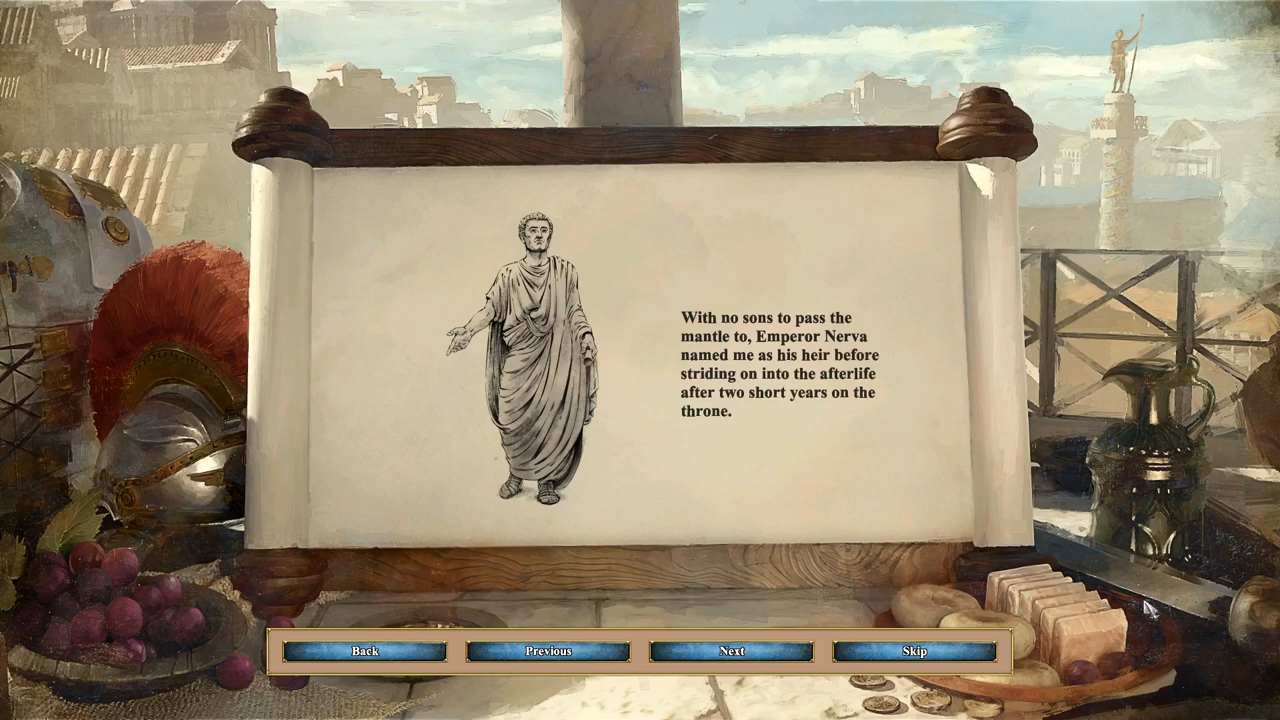 With no sons to pass the
mantle to, Emperor Nerva
named me as his heir before
striding on into the afterlife
after two short years on the
throne.
Back
Previous
Next
Skip